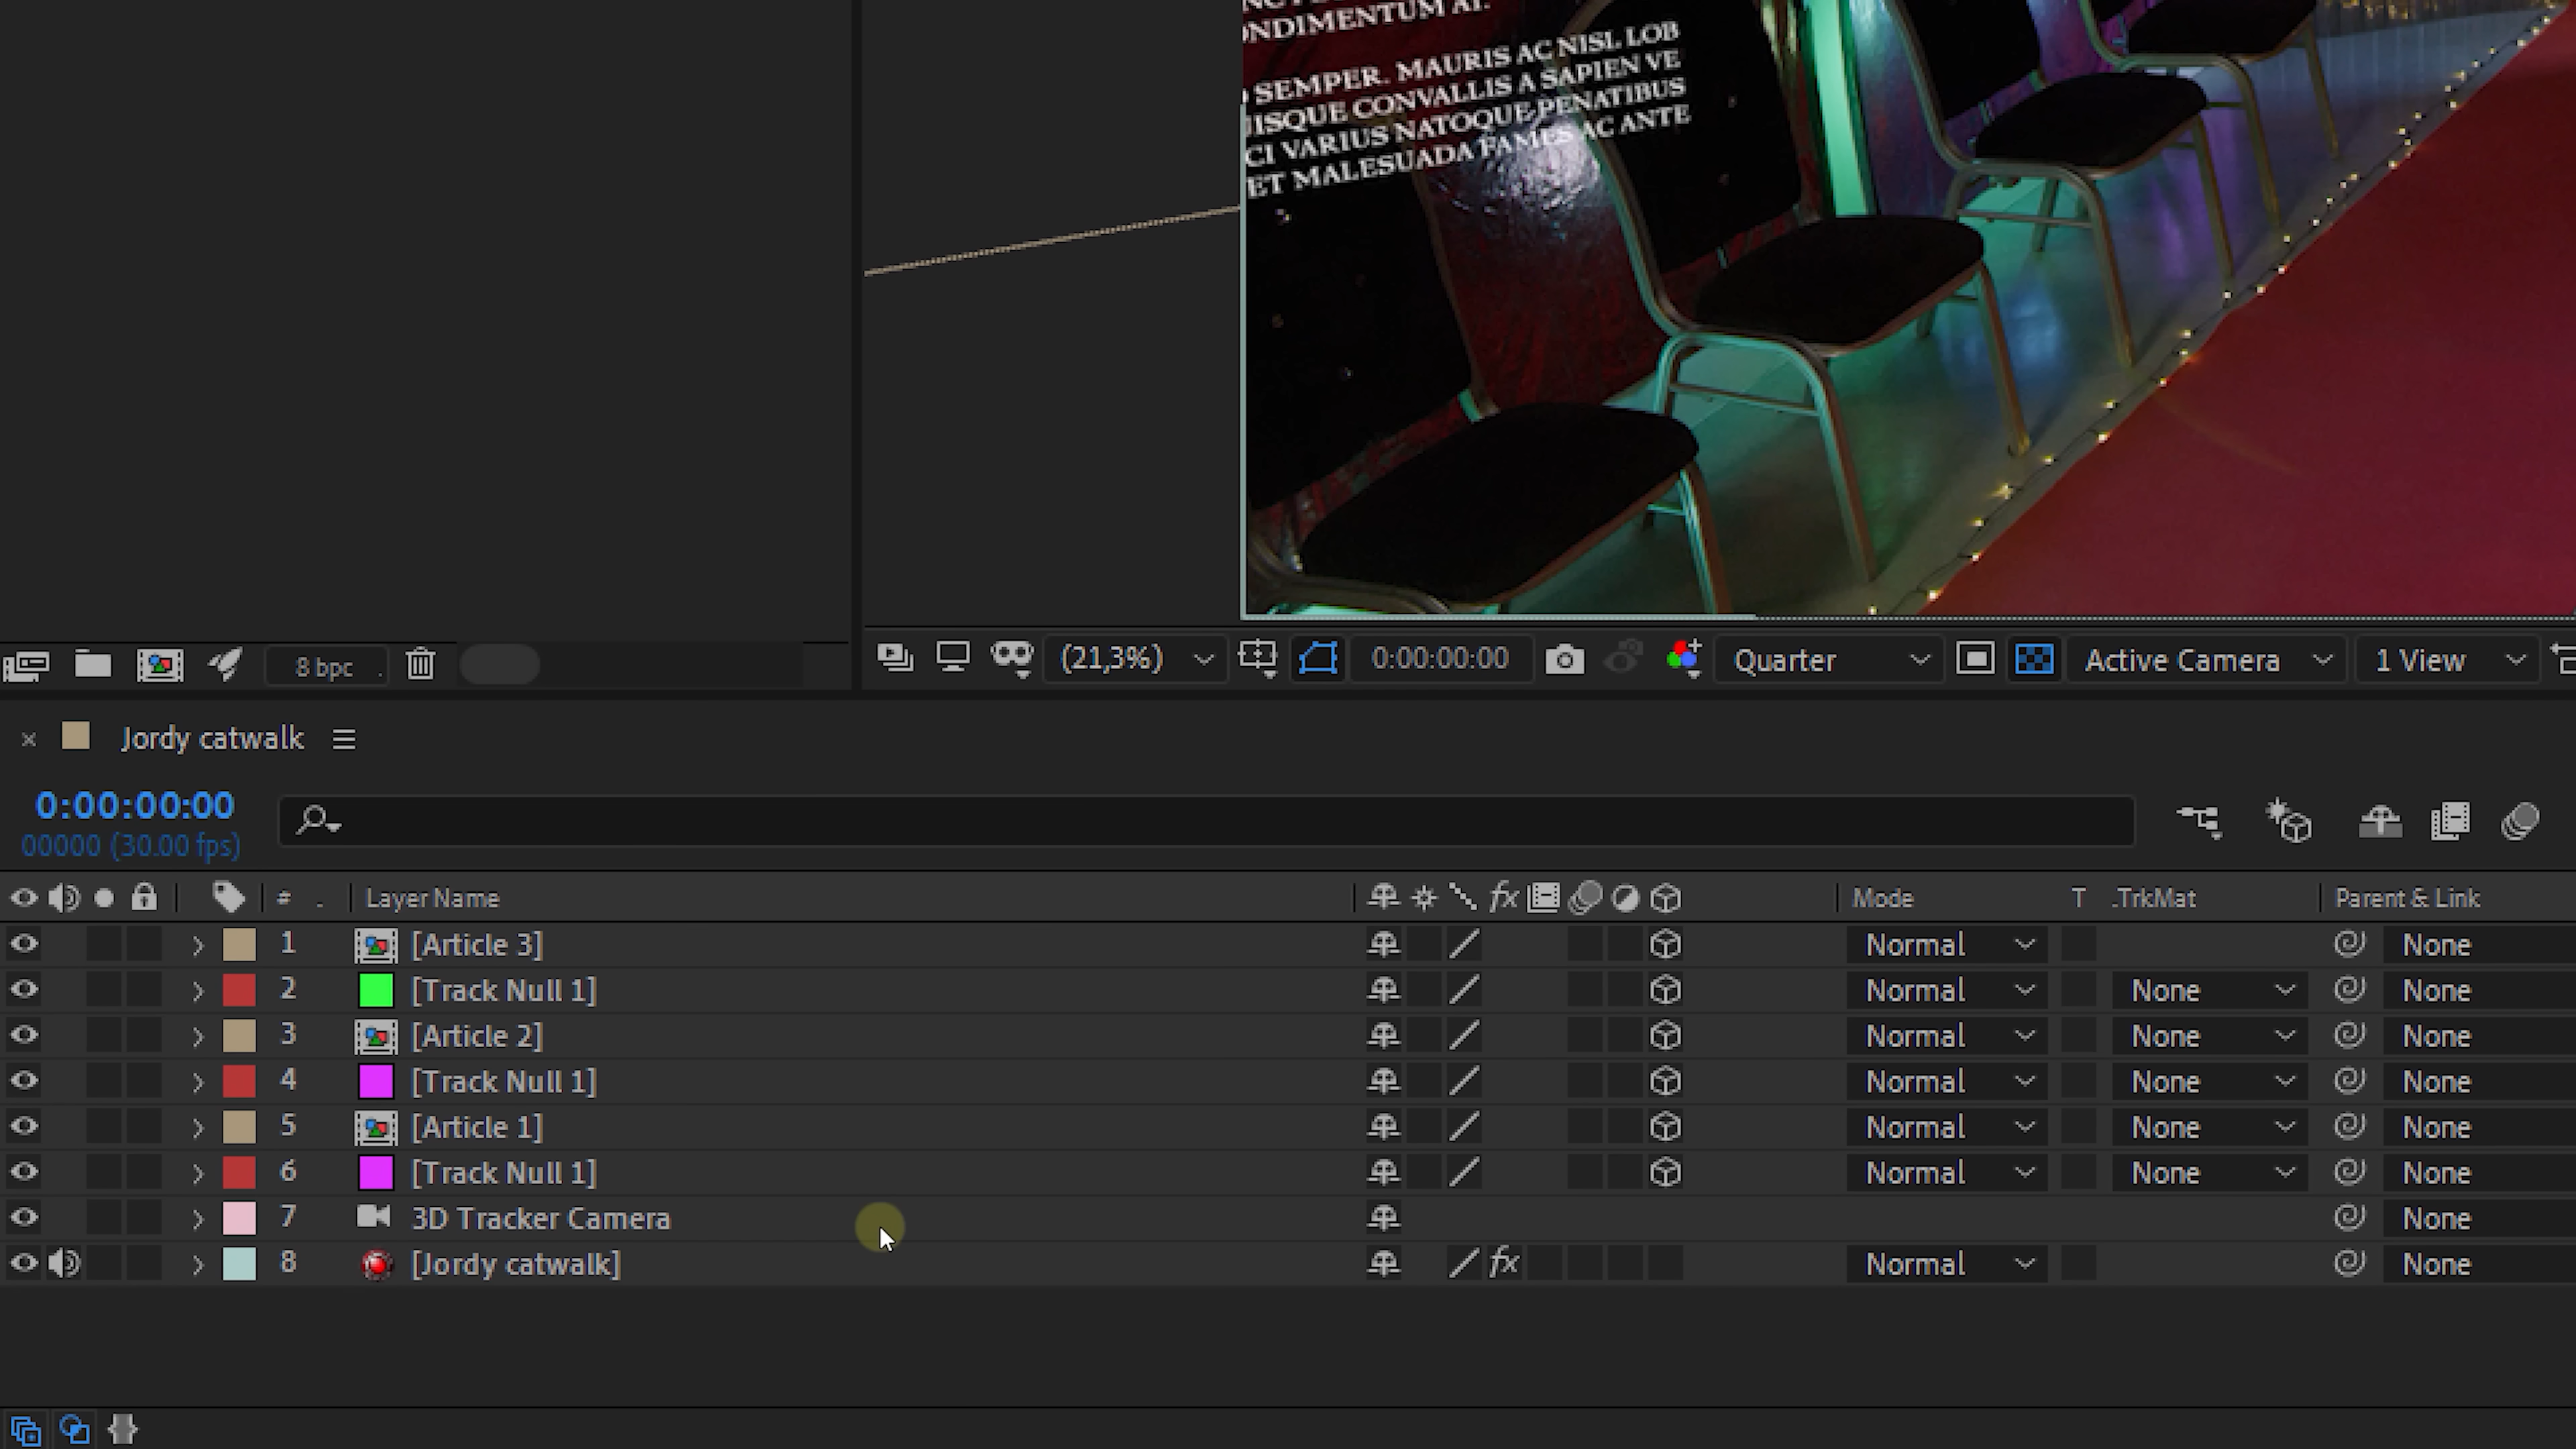 ONDIMENTUM AT.
SEMPER. MAURIS AC NISL LOB
JISQUE CONVALLIS A SAPIEN VE
CI VARIUS NATOQUE PENATIBUS
ET MALESUADA FAMES AC ANTE
8 bpc
(21,3%)
0:00:00:00
Quarter
Active Camera
1 View
× Jordy catwalk
0:00:00:00
00000 (30.00 fps)
# . Layer Name fx Mode T .TrkMat Parent & Link
1 [Article 3] Normal None
2 [Track Null 1] Normal None None
3 [Article 2] Normal None None
4 [Track Null 1] Normal None None
5 [Article 1] Normal None None
6 [Track Null 1] Normal None None
7 3D Tracker Camera None
8 [Jordy catwalk] fx Normal None